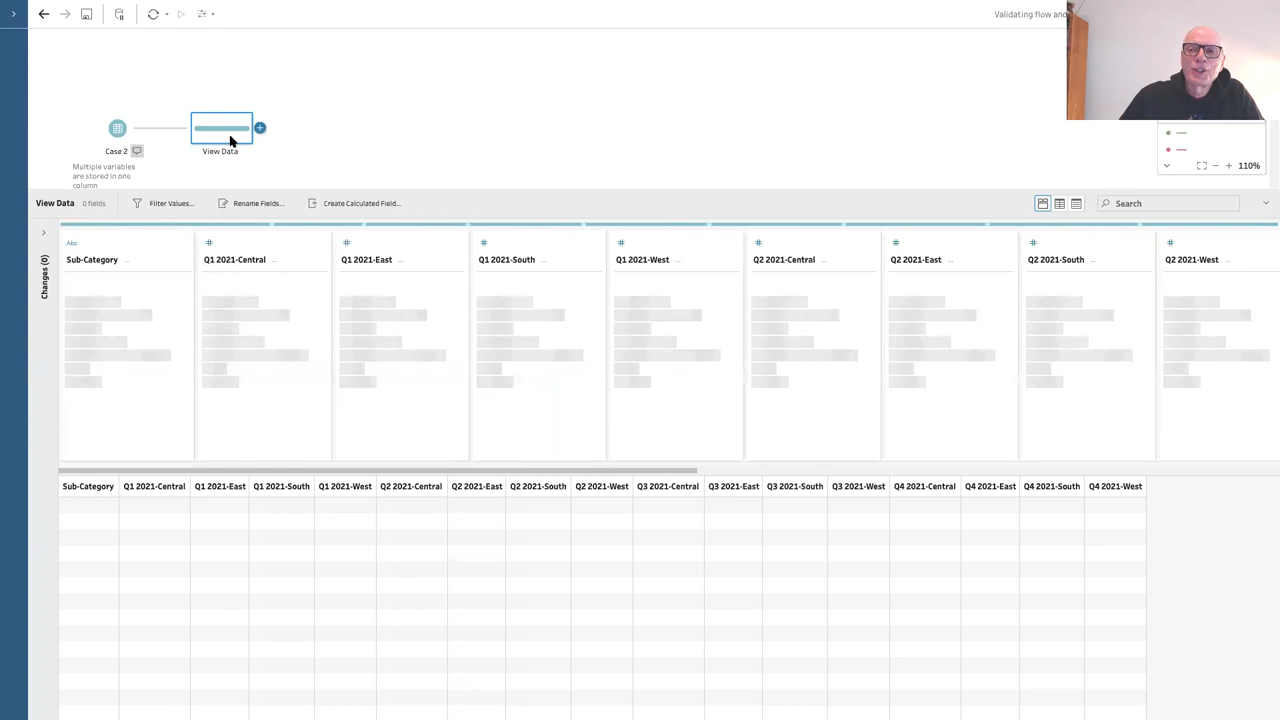 Validating flow and
Case 2
View Data
Multiple variables
are stored in one
column
110%
View Data 0 fields Filter Values... Rename Fields... Create Calculated Field... Search
Changes (0)
Abc # # # # # # # #
Sub-Category ... Q1 2021-Central ... Q1 2021-East ... Q1 2021-South ... Q1 2021-West ... Q2 2021-Central ... Q2 2021-East ... Q2 2021-South ... Q2 2021-West ...
Sub-Category Q1 2021-Central Q1 2021-East Q1 2021-South Q1 2021-West Q2 2021-Central Q2 2021-East Q2 2021-South Q2 2021-West Q3 2021-Central Q3 2021-East Q3 2021-South Q3 2021-West Q4 2021-Central Q4 2021-East Q4 2021-South Q4 2021-West